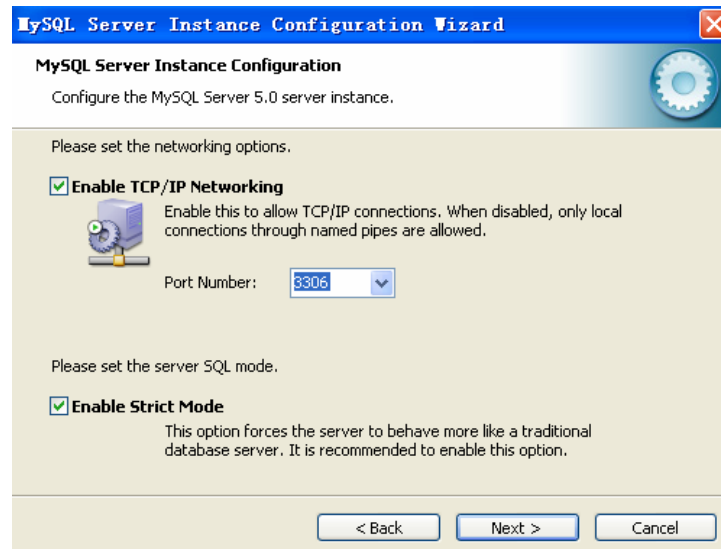 MySQL Server Instance Configuration Wizard
MySQL Server Instance Configuration
Configure the MySQL Server 5.0 server instance.
Please set the networking options.
Enable TCP/IP Networking
Enable this to allow TCP/IP connections. When disabled, only local
connections through named pipes are allowed.
Port Number: 3306
Please set the server SQL mode.
Enable Strict Mode
This option forces the server to behave more like a traditional
database server. It is recommended to enable this option.
< Back Next > Cancel